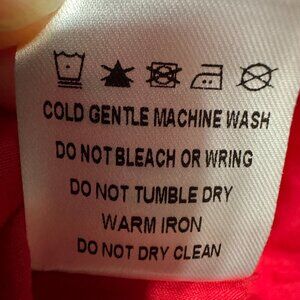 COLD GENTLE MACHINE WASH
DO NOT BLEACH OR WRING
DO NOT TUMBLE DRY
WARM IRON
DO NOT DRY CLEAN